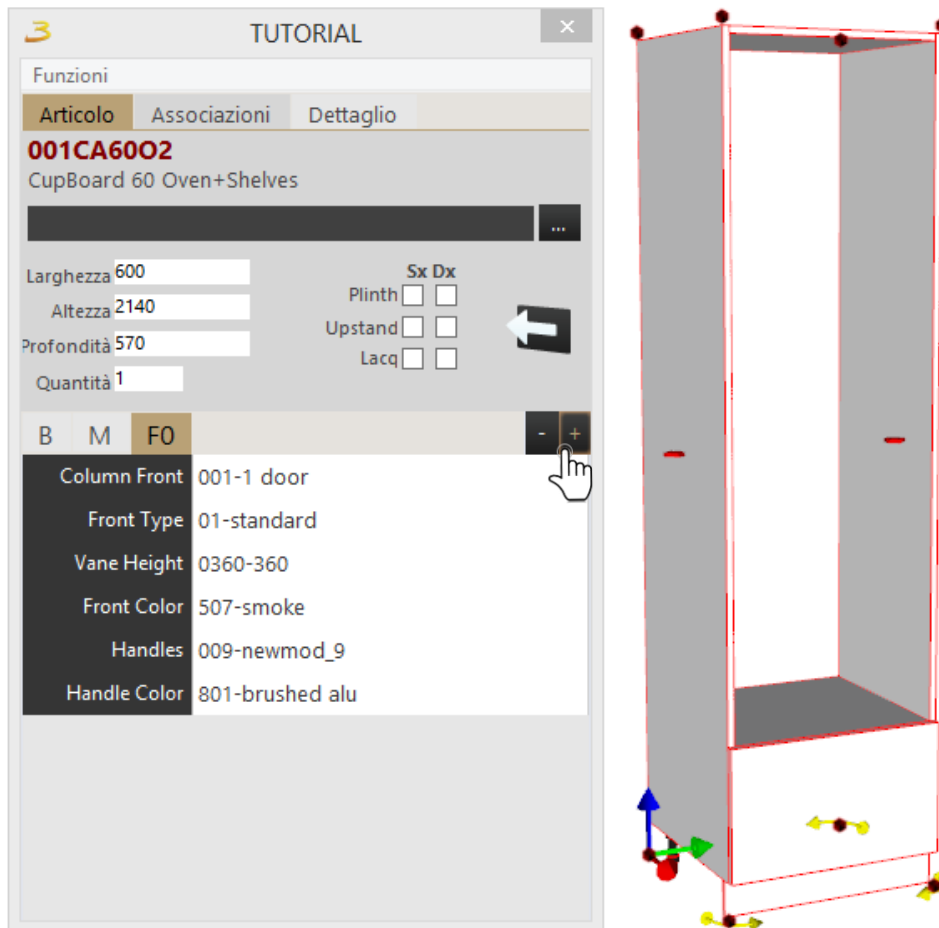 3 TUTORIAL ×
Funzioni
Articolo Associazioni Dettaglio
001CA60O2
CupBoard 60 Oven+Shelves
...
Larghezza 600
Altezza 2140
Profondità 570
Quantità 1
Sx Dx
Plinth
Upstand
Lacq
B M F0 - +
Column Front 001-1 door
Front Type 01-standard
Vane Height 0360-360
Front Color 507-smoke
Handles 009-newmod_9
Handle Color 801-brushed alu